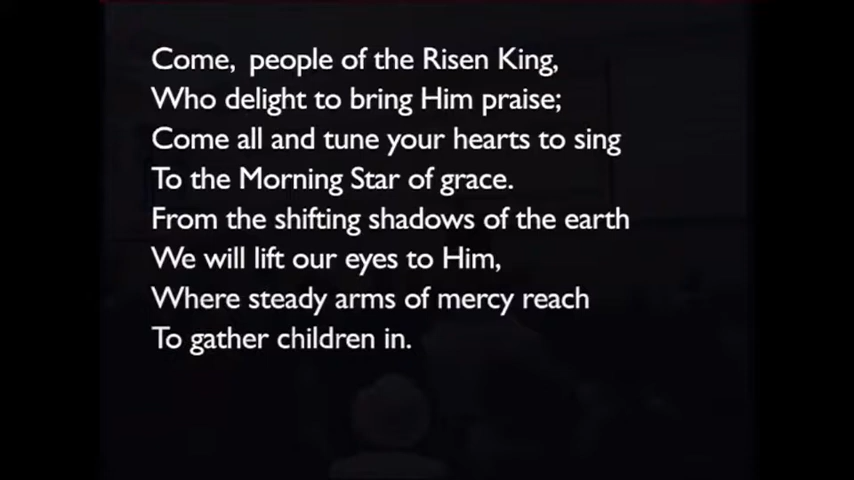 Come, people of the Risen King,
Who delight to bring Him praise;
Come all and tune your hearts to sing
To the Morning Star of grace.
From the shifting shadows of the earth
We will lift our eyes to Him,
Where steady arms of mercy reach
To gather children in.